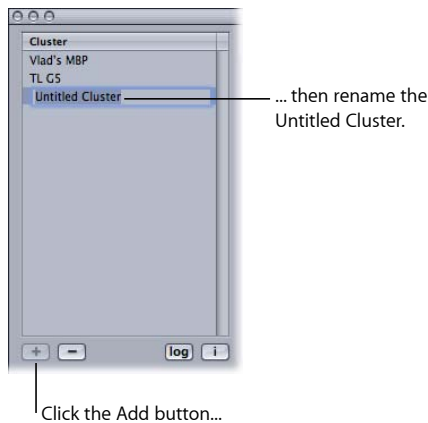 Cluster
Vlad's MBP
TL G5
Untitled Cluster
... then rename the
Untitled Cluster.
+ − log i
Click the Add button...